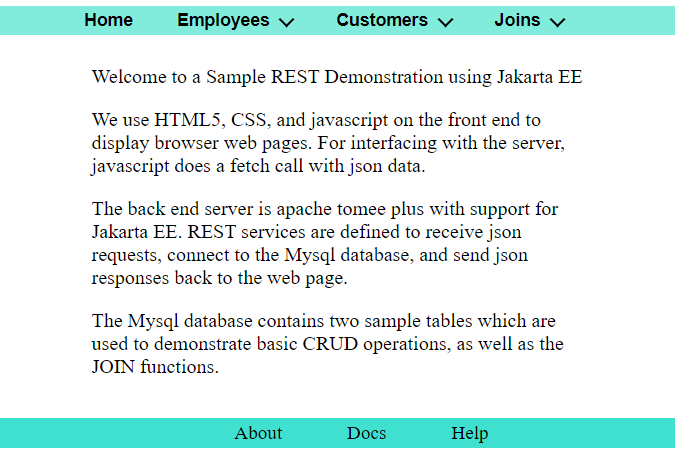 Home Employees Customers Joins
Welcome to a Sample REST Demonstration using Jakarta EE
We use HTML5, CSS, and javascript on the front end to
display browser web pages. For interfacing with the server,
javascript does a fetch call with json data.
The back end server is apache tomee plus with support for
Jakarta EE. REST services are defined to receive json
requests, connect to the Mysql database, and send json
responses back to the web page.
The Mysql database contains two sample tables which are
used to demonstrate basic CRUD operations, as well as the
JOIN functions.
About Docs Help